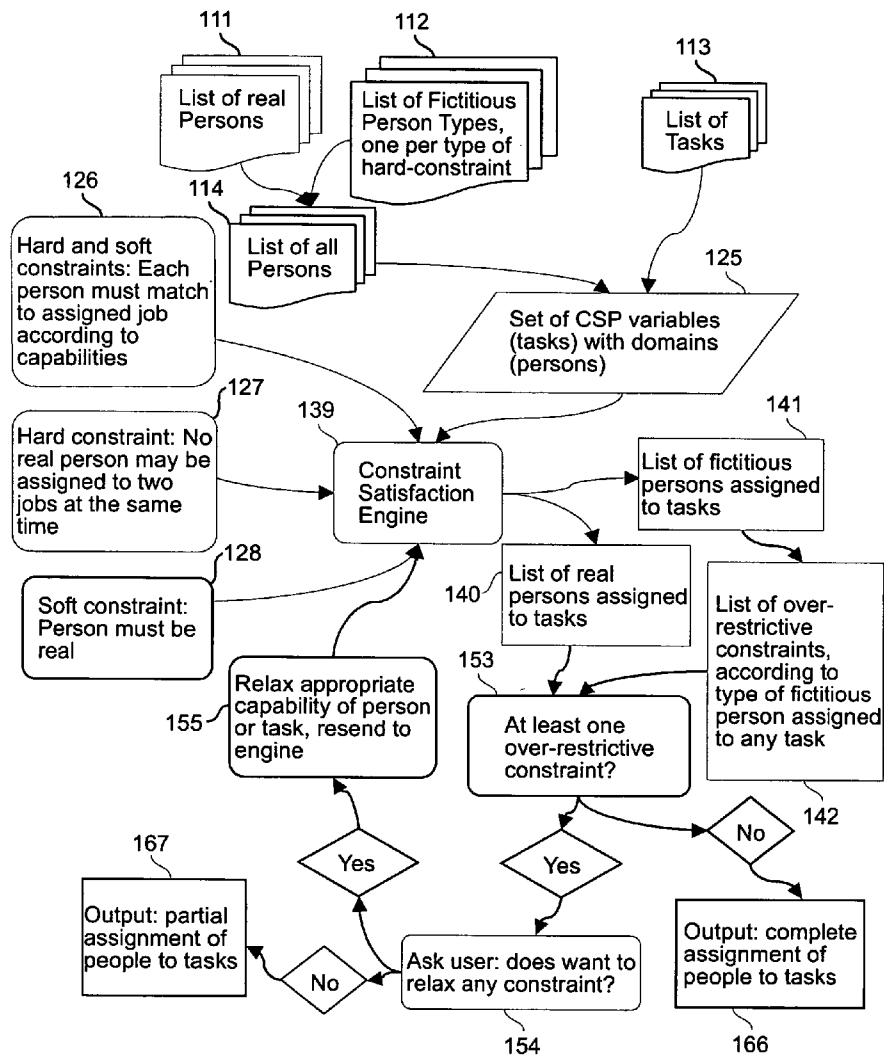 111
112
113
List of real
Persons
List of Fictitious
Person Types,
one per type of
hard-constraint
List of
Tasks
126
114
Hard and soft
constraints: Each
person must match
to assigned job
according to
capabilities
List of all
Persons
125
Set of CSP variables
(tasks) with domains
(persons)
127
Hard constraint: No
real person may be
assigned to two
jobs at the same
time
139
Constraint
Satisfaction
Engine
141
List of fictitious
persons assigned
to tasks
128
Soft constraint:
Person must be
real
140
List of real
persons assigned
to tasks
List of over-
restrictive
constraints,
according to
type of fictitious
person assigned
to any task
142
155
Relax appropriate
capability of person
or task, resend to
engine
153
At least one
over-restrictive
constraint?
No
Yes
Yes
167
Output: partial
assignment of
people to tasks
No
Ask user: does want to
relax any constraint?
154
Output: complete
assignment of
people to tasks
166